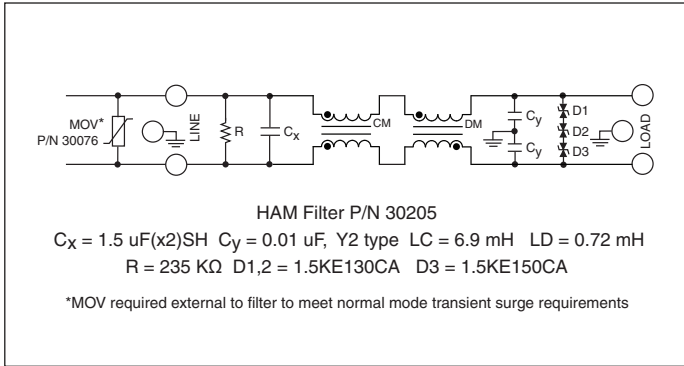 MOV*
P/N 30076
LINE
R
Cx
CM
DM
Cy
Cy
D1
D2
D3
LOAD
HAM Filter P/N 30205
Cx = 1.5 uF(x2)SH Cy = 0.01 uF, Y2 type LC = 6.9 mH LD = 0.72 mH
R = 235 KΩ D1,2 = 1.5KE130CA D3 = 1.5KE150CA
*MOV required external to filter to meet normal mode transient surge requirements